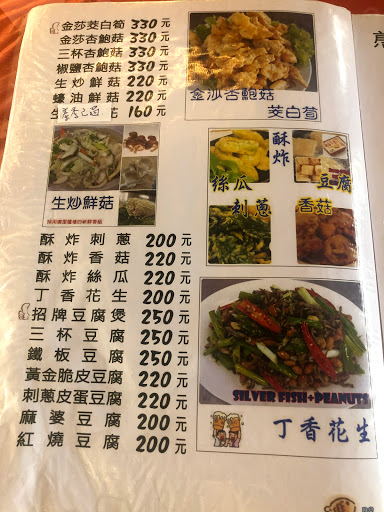 金莎茭白荀 330元
金莎杏鮑菇 330元
三杯杏鮑菇 330元
椒鹽杏鮑菇 330元
生炒鮮菇 220元
蠔油鮮菇 220元
160元
金沙杏鮑菇
茭白荀
生炒鮮菇
酥炸
絲瓜
豆腐
刺蔥
香菇
酥炸刺蔥 200元
酥炸香菇 220元
酥炸絲瓜 220元
丁香花生 200元
招牌豆腐煲 250元
三杯豆腐 250元
鐵板豆腐 250元
黃金脆皮豆腐 220元
刺蔥皮蛋豆腐 220元
麻婆豆腐 200元
紅燒豆腐 200元
SILVER FISH+PEANUTS
丁香花生